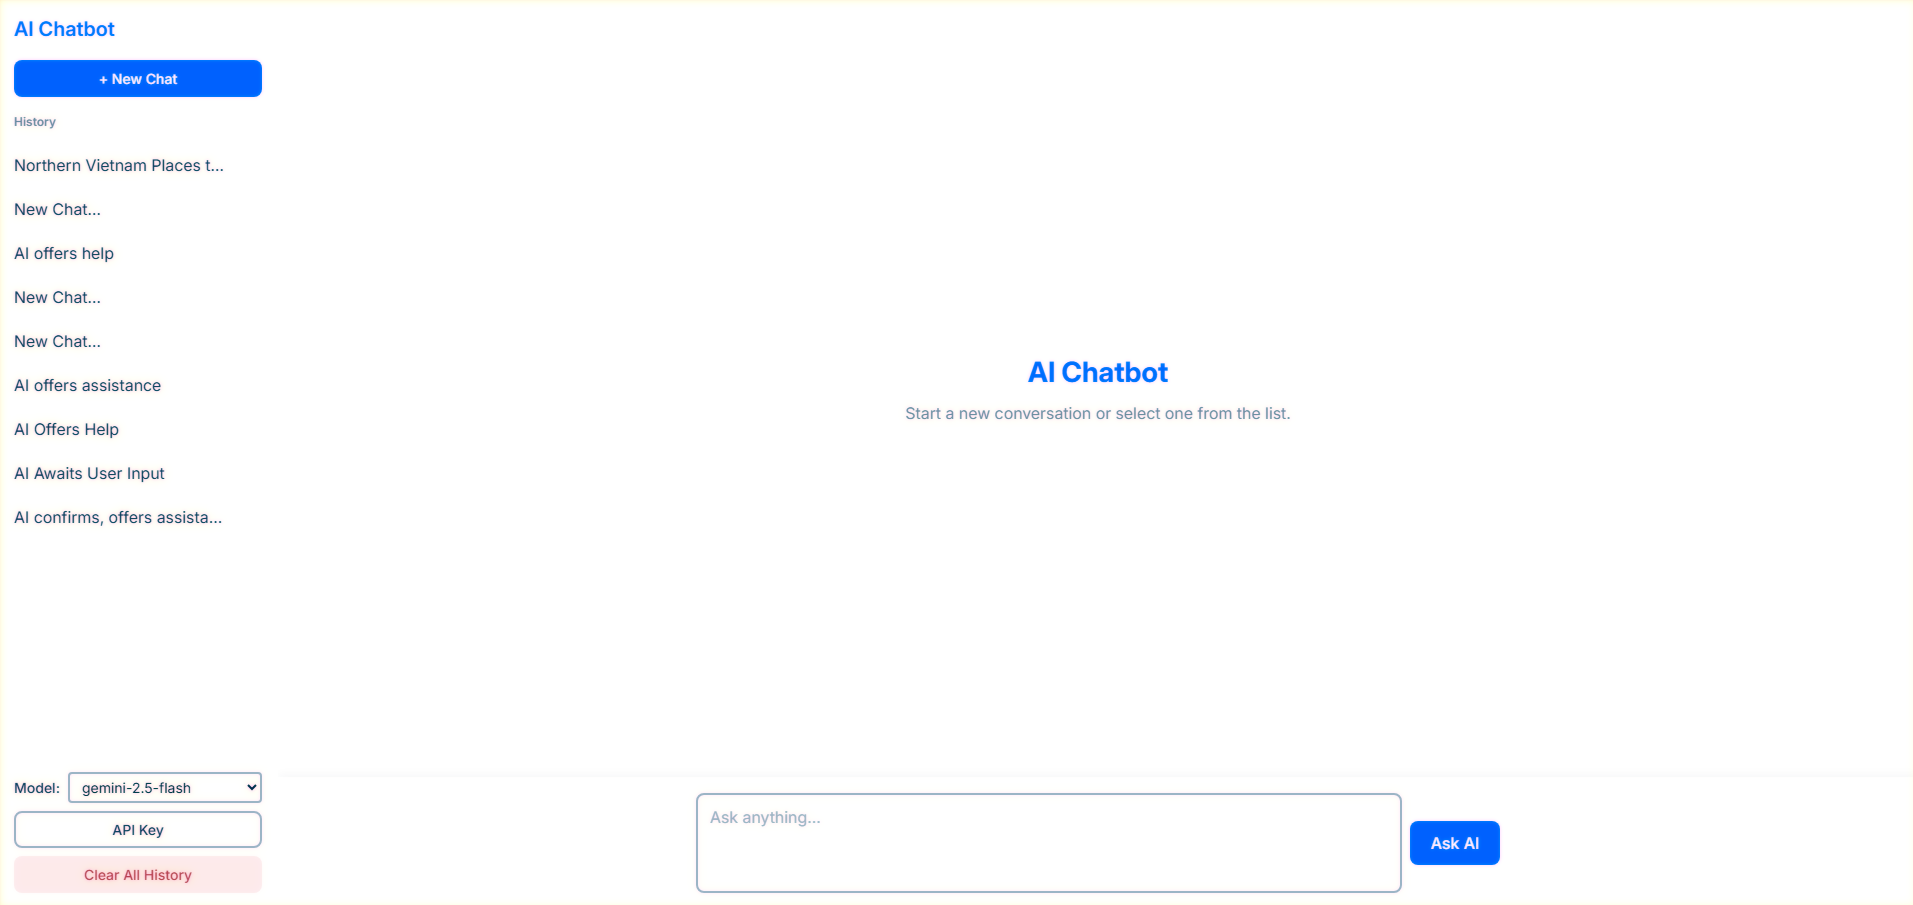 AI Chatbot
+ New Chat
History
Northern Vietnam Places t...
New Chat...
AI offers help
New Chat...
New Chat...
AI offers assistance
AI Offers Help
AI Awaits User Input
AI confirms, offers assista...
Model: gemini-2.5-flash
API Key
Clear All History
AI Chatbot
Start a new conversation or select one from the list.
Ask anything...
Ask AI